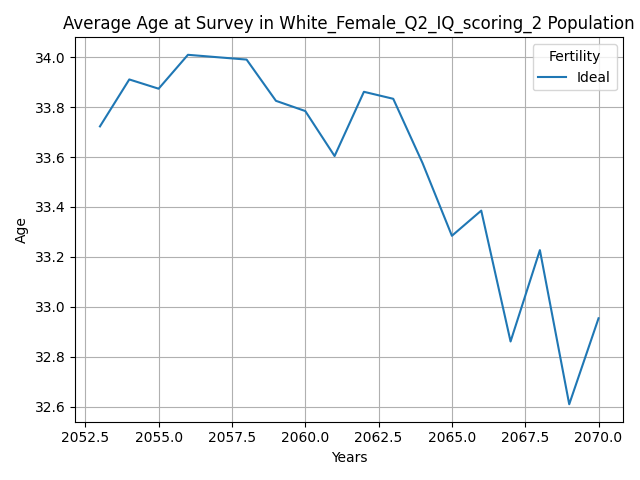 Average Age at Survey in White_Female_Q2_IQ_scoring_2 Population
Fertility
Ideal
34.0
33.8
33.6
33.4
33.2
33.0
32.8
32.6
Age
2052.5 2055.0 2057.5 2060.0 2062.5 2065.0 2067.5 2070.0
Years